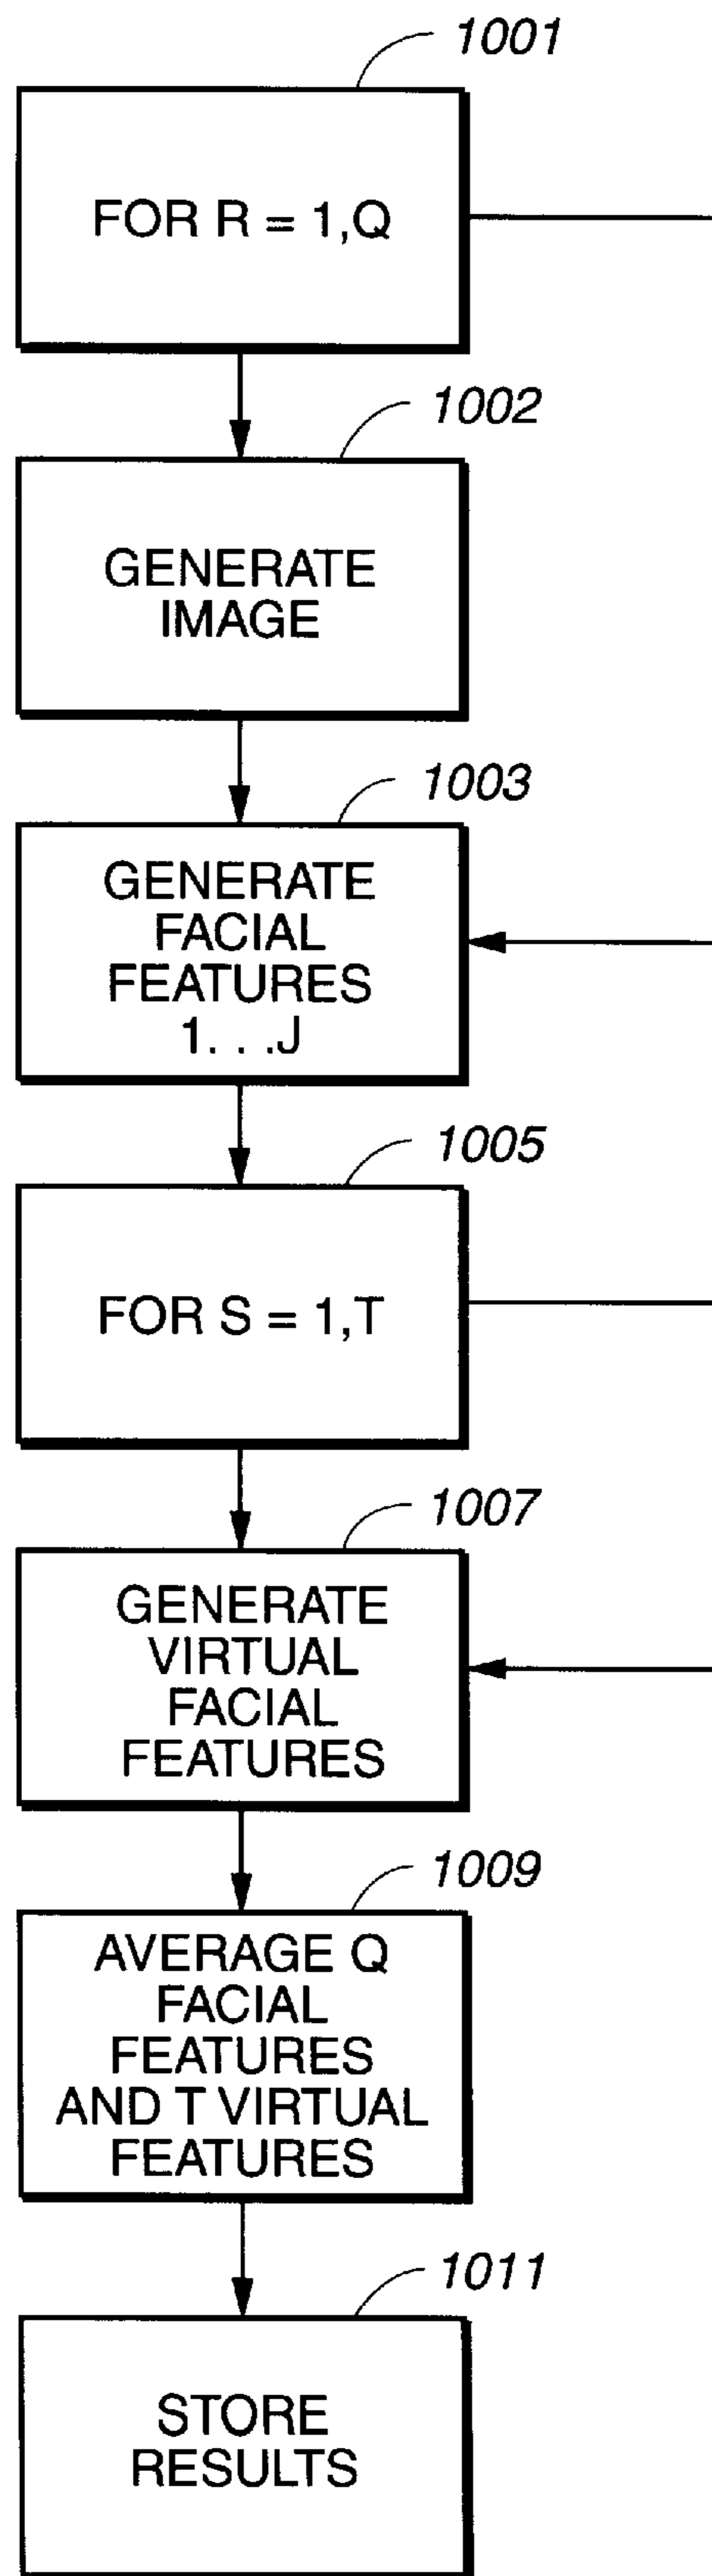 1001
FOR R = 1,Q
1002
GENERATE
IMAGE
1003
GENERATE
FACIAL
FEATURES
1. . .J
1005
FOR S = 1,T
1007
GENERATE
VIRTUAL
FACIAL
FEATURES
1009
AVERAGE Q
FACIAL
FEATURES
AND T VIRTUAL
FEATURES
1011
STORE
RESULTS